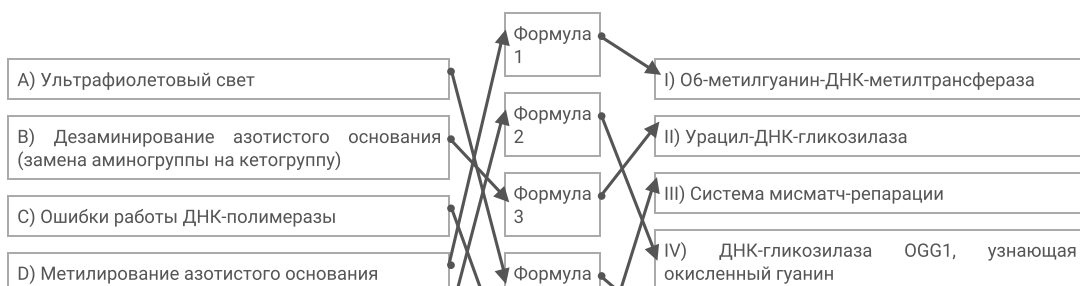 Формула
1
A) Ультрафиолетовый свет
I) O6-метилгуанин-ДНК-метилтрансфераза
B) Дезаминирование азотистого основания
(замена аминогруппы на кетогруппу)
Формула
2
II) Урацил-ДНК-гликозилаза
C) Ошибки работы ДНК-полимеразы
Формула
3
III) Система мисматч-репарации
D) Метилирование азотистого основания
Формула
IV) ДНК-гликозилаза OGG1, узнающая
окисленный гуанин